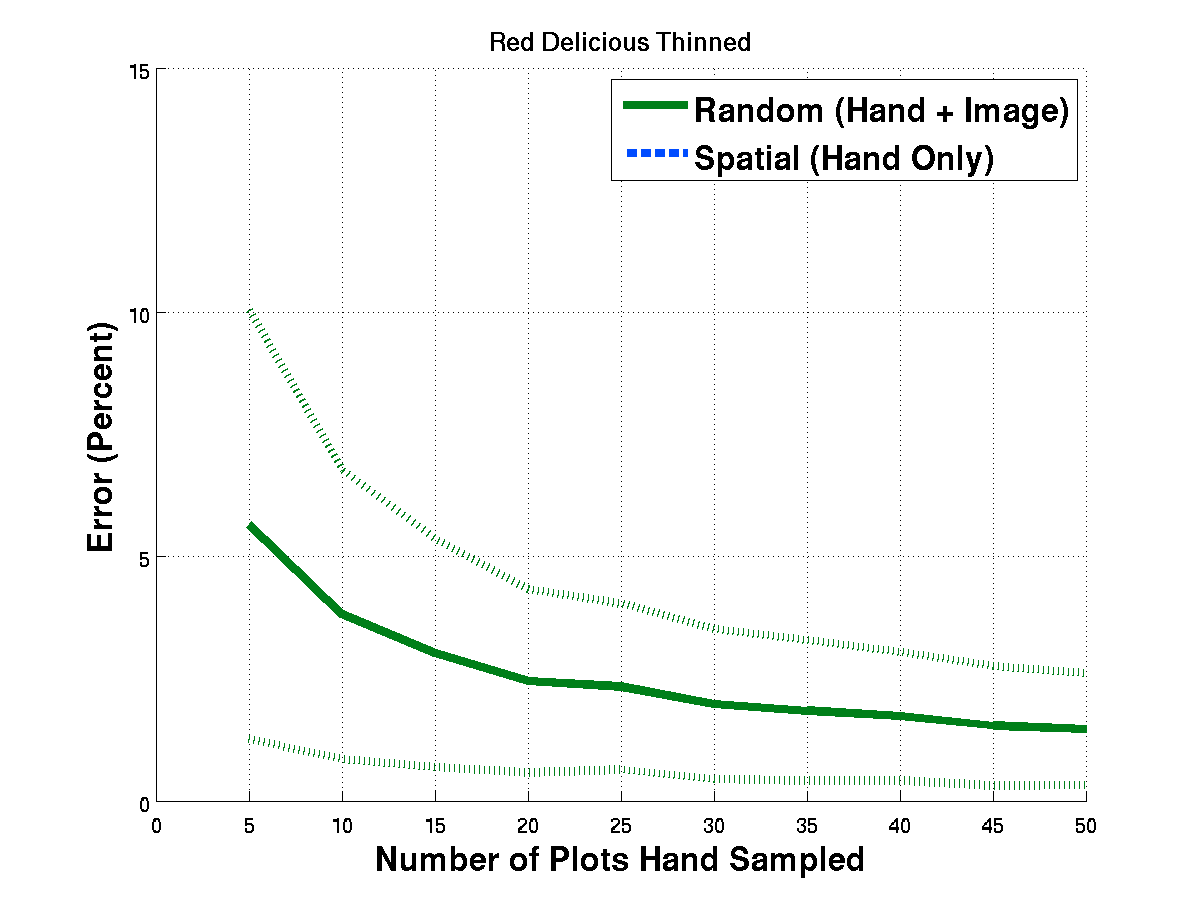 Red Delicious Thinned
15
Random (Hand + Image)
Spatial (Hand Only)
10
Error (Percent)
5
0
0 5 10 15 20 25 30 35 40 45 50
Number of Plots Hand Sampled